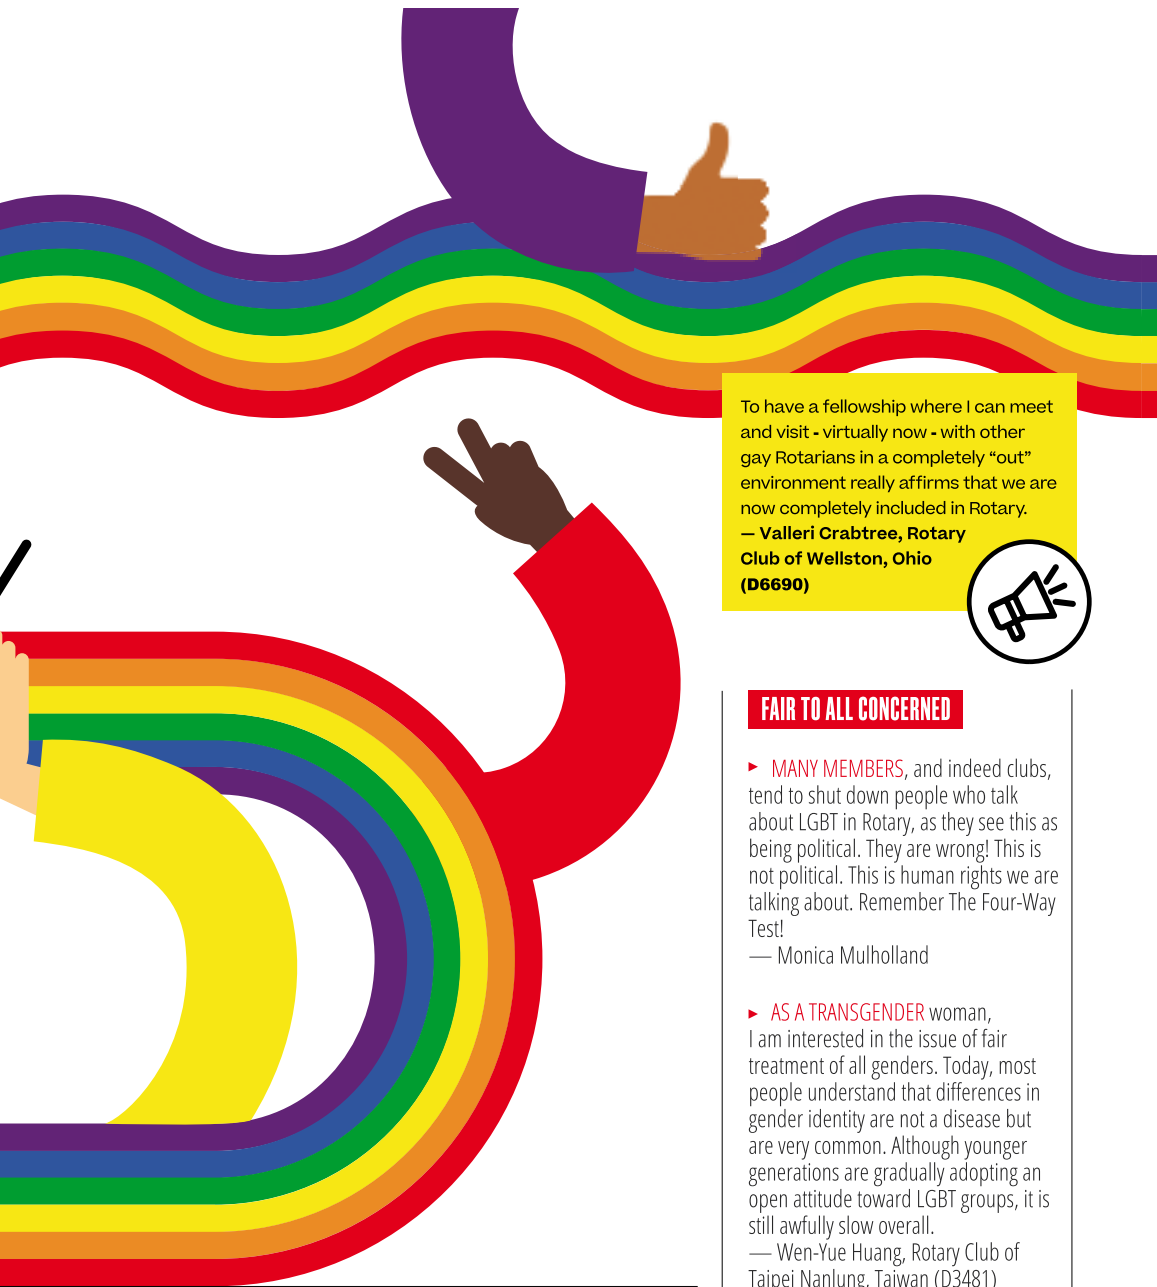 To have a fellowship where I can meet
and visit - virtually now - with other
gay Rotarians in a completely “out”
environment really affirms that we are
now completely included in Rotary.
— Valleri Crabtree, Rotary
Club of Wellston, Ohio
(D6690)
FAIR TO ALL CONCERNED
► MANY MEMBERS, and indeed clubs,
tend to shut down people who talk
about LGBT in Rotary, as they see this as
being political. They are wrong! This is
not political. This is human rights we are
talking about. Remember The Four-Way
Test!
— Monica Mulholland
► AS A TRANSGENDER woman,
I am interested in the issue of fair
treatment of all genders. Today, most
people understand that differences in
gender identity are not a disease but
are very common. Although younger
generations are gradually adopting an
open attitude toward LGBT groups, it is
still awfully slow overall.
— Wen-Yue Huang, Rotary Club of
Taipei Nanlung, Taiwan (D3481)